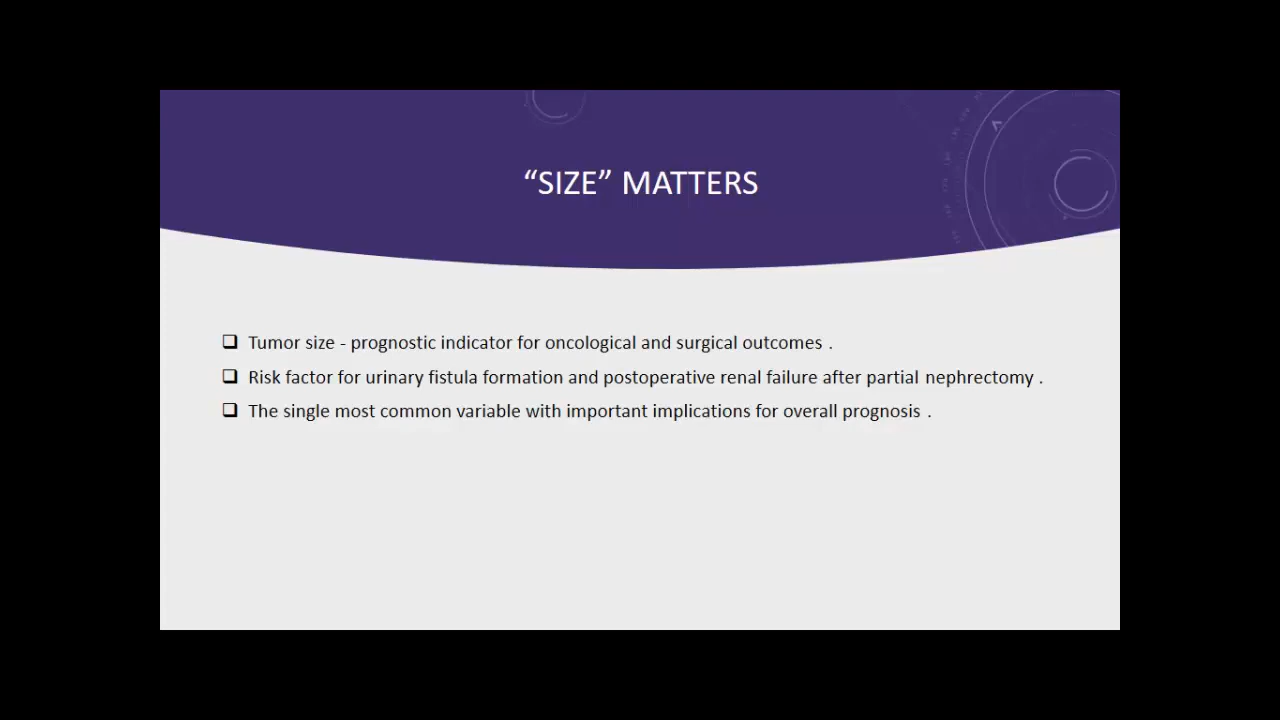 “SIZE” MATTERS
Tumor size - prognostic indicator for oncological and surgical outcomes .
Risk factor for urinary fistula formation and postoperative renal failure after partial nephrectomy .
The single most common variable with important implications for overall prognosis .